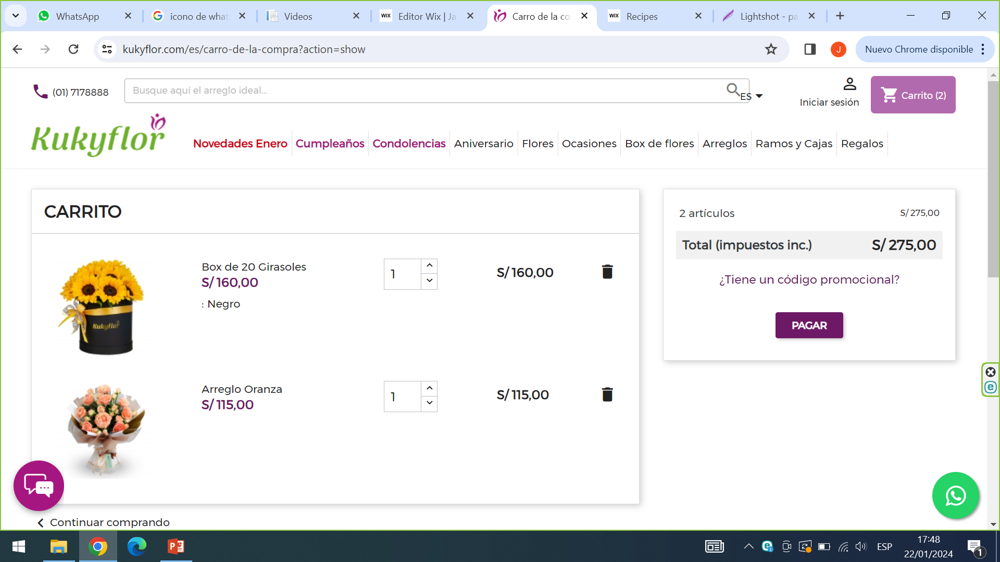 WhatsApp
icono de what
Videos
Editor Wix | Ja
Carro de la co
Recipes
Lightshot - pa
kukyflor.com/es/carro-de-la-compra?action=show
J
Nuevo Chrome disponible
(01) 7178888
Busque aquí el arreglo ideal...
ES
Iniciar sesión
Carrito (2)
Kukyflor
Novedades Enero
Cumpleaños
Condolencias
Aniversario
Flores
Ocasiones
Box de flores
Arreglos
Ramos y Cajas
Regalos
CARRITO
Box de 20 Girasoles
S/ 160,00
: Negro
1
S/ 160,00
Kukyflor
Arreglo Oranza
S/ 115,00
1
S/ 115,00
2 artículos
S/ 275,00
Total (impuestos inc.)
S/ 275,00
¿Tiene un código promocional?
PAGAR
Continuar comprando
ESP
17:48
22/01/2024
1